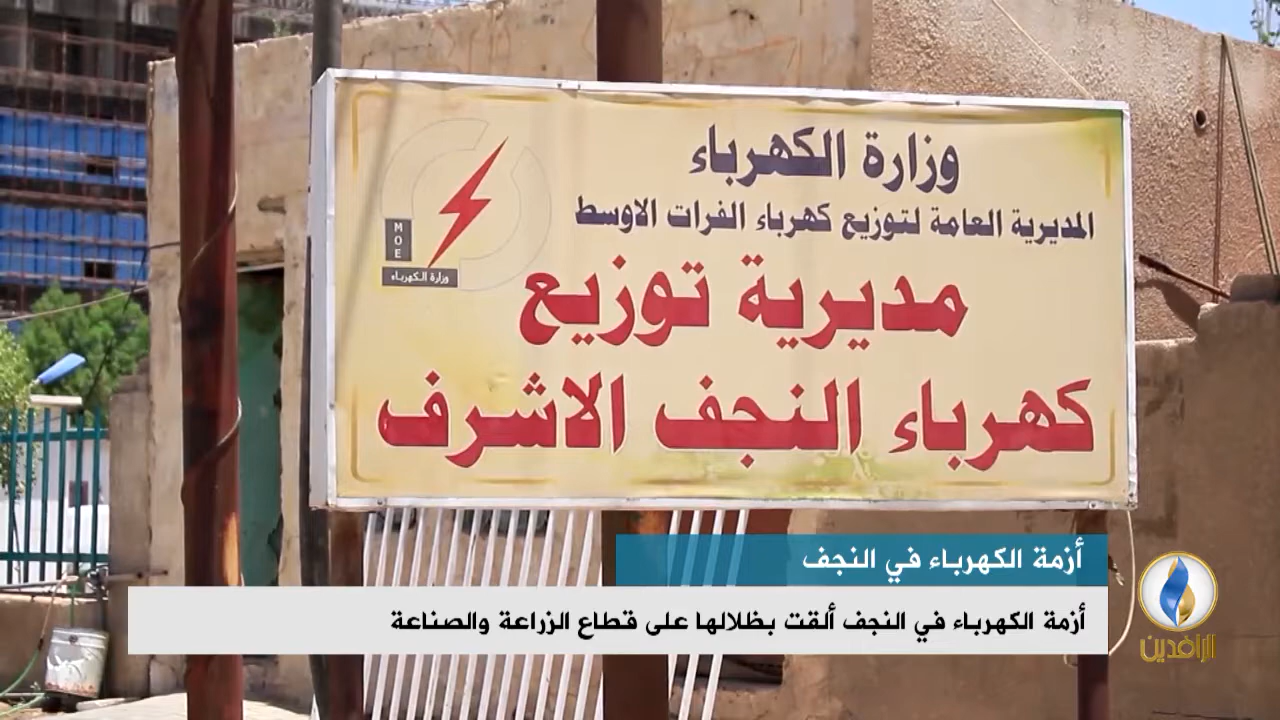 وزارة الكهرباء
المديرية العامة لتوزيع كهرباء الفرات الاوسط
MOE
وزارة الكهرباء
مديرية توزيع
كهرباء النجف الاشرف
أزمة الكهرباء في النجف
أزمة الكهرباء في النجف ألقت بظلالها على قطاع الزراعة والصناعة
الرافدين